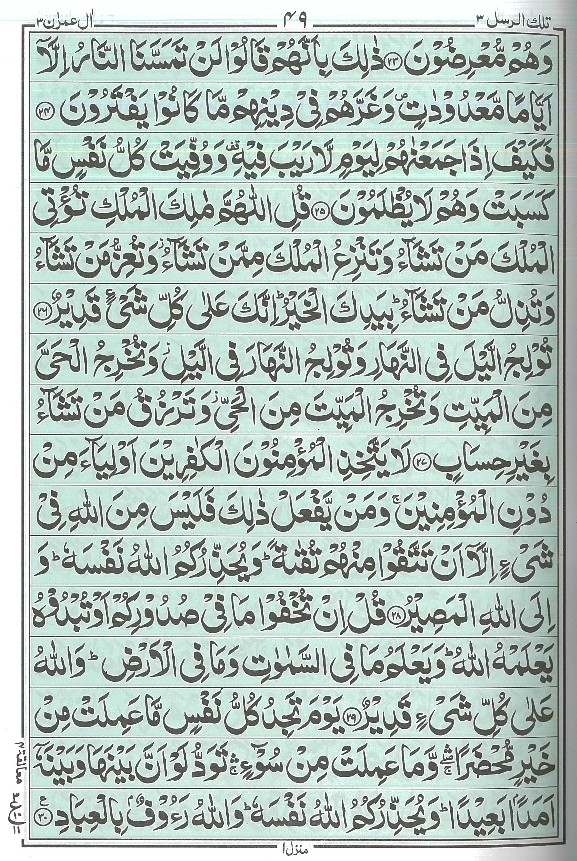 تلك الرسل ٣ ٤٩ ال عمرٰن ٣
وَهُمْ مُّعْرِضُوْنَ ۝٢٣ ذٰلِكَ بِاَنَّهُمْ قَالُوْا لَنْ تَمَسَّنَا النَّارُ اِلَّاۤ
اَيَّامًا مَّعْدُوْدٰتٍ ۪ وَغَرَّهُمْ فِيْ دِيْنِهِمْ مَّا كَانُوْا يَفْتَرُوْنَ ۝٢٤
فَكَيْفَ اِذَا جَمَعْنٰهُمْ لِيَوْمٍ لَّا رَيْبَ فِيْهِ ۫ وَوُفِّيَتْ كُلُّ نَفْسٍ مَّا
كَسَبَتْ وَهُمْ لَا يُظْلَمُوْنَ ۝٢٥ قُلِ اللّٰهُمَّ مٰلِكَ الْمُلْكِ تُؤْتِي
الْمُلْكَ مَنْ تَشَآءُ وَتَنْزِعُ الْمُلْكَ مِمَّنْ تَشَآءُ ؗ وَتُعِزُّ مَنْ تَشَآءُ
وَتُذِلُّ مَنْ تَشَآءُ ؕ بِيَدِكَ الْخَيْرُ ؕ اِنَّكَ عَلٰى كُلِّ شَيْءٍ قَدِيْرٌ ۝٢٦
تُوْلِجُ الَّيْلَ فِي النَّهَارِ وَتُوْلِجُ النَّهَارَ فِي الَّيْلِ ؗ وَتُخْرِجُ الْحَيَّ
مِنَ الْمَيِّتِ وَتُخْرِجُ الْمَيِّتَ مِنَ الْحَيِّ ؗ وَتَرْزُقُ مَنْ تَشَآءُ
بِغَيْرِ حِسَابٍ ۝٢٧ لَا يَتَّخِذِ الْمُؤْمِنُوْنَ الْكٰفِرِيْنَ اَوْلِيَآءَ مِنْ
دُوْنِ الْمُؤْمِنِيْنَ ۚ وَمَنْ يَّفْعَلْ ذٰلِكَ فَلَيْسَ مِنَ اللّٰهِ فِيْ
شَيْءٍ اِلَّاۤ اَنْ تَتَّقُوْا مِنْهُمْ تُقٰىةً ؕ وَيُحَذِّرُكُمُ اللّٰهُ نَفْسَهٗ ؕ وَ
اِلَى اللّٰهِ الْمَصِيْرُ ۝٢٨ قُلْ اِنْ تُخْفُوْا مَا فِيْ صُدُوْرِكُمْ اَوْ تُبْدُوْهُ
يَعْلَمْهُ اللّٰهُ ؕ وَيَعْلَمُ مَا فِي السَّمٰوٰتِ وَمَا فِي الْاَرْضِ ؕ وَاللّٰهُ
عَلٰى كُلِّ شَيْءٍ قَدِيْرٌ ۝٢٩ يَوْمَ تَجِدُ كُلُّ نَفْسٍ مَّا عَمِلَتْ مِنْ
خَيْرٍ مُّحْضَرًا ۛۖۚ وَّمَا عَمِلَتْ مِنْ سُوْٓءٍ ۛۚ تَوَدُّ لَوْ اَنَّ بَيْنَهَا وَبَيْنَهٗۤ
اَمَدًۢا بَعِيْدًا ؕ وَيُحَذِّرُكُمُ اللّٰهُ نَفْسَهٗ ؕ وَاللّٰهُ رَءُوْفٌۢ بِالْعِبَادِ ۝٣٠ ع
منزل ١